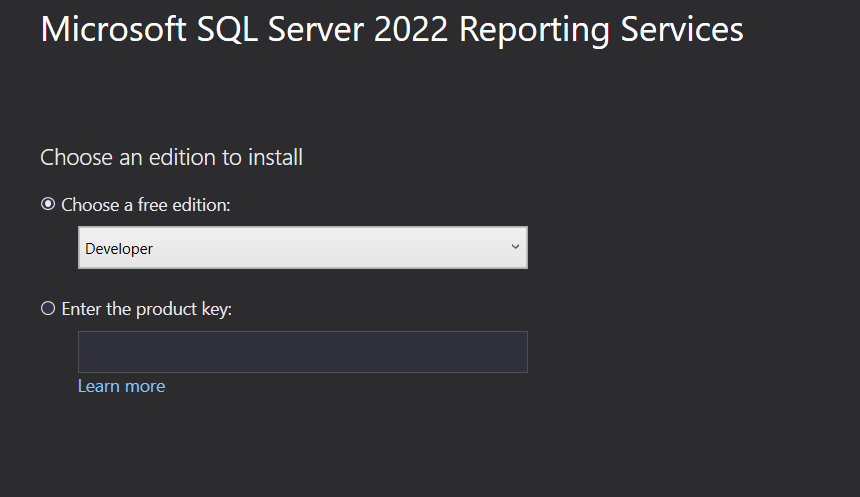 Microsoft SQL Server 2022 Reporting Services
Choose an edition to install
Choose a free edition:
Developer
Enter the product key:
Learn more